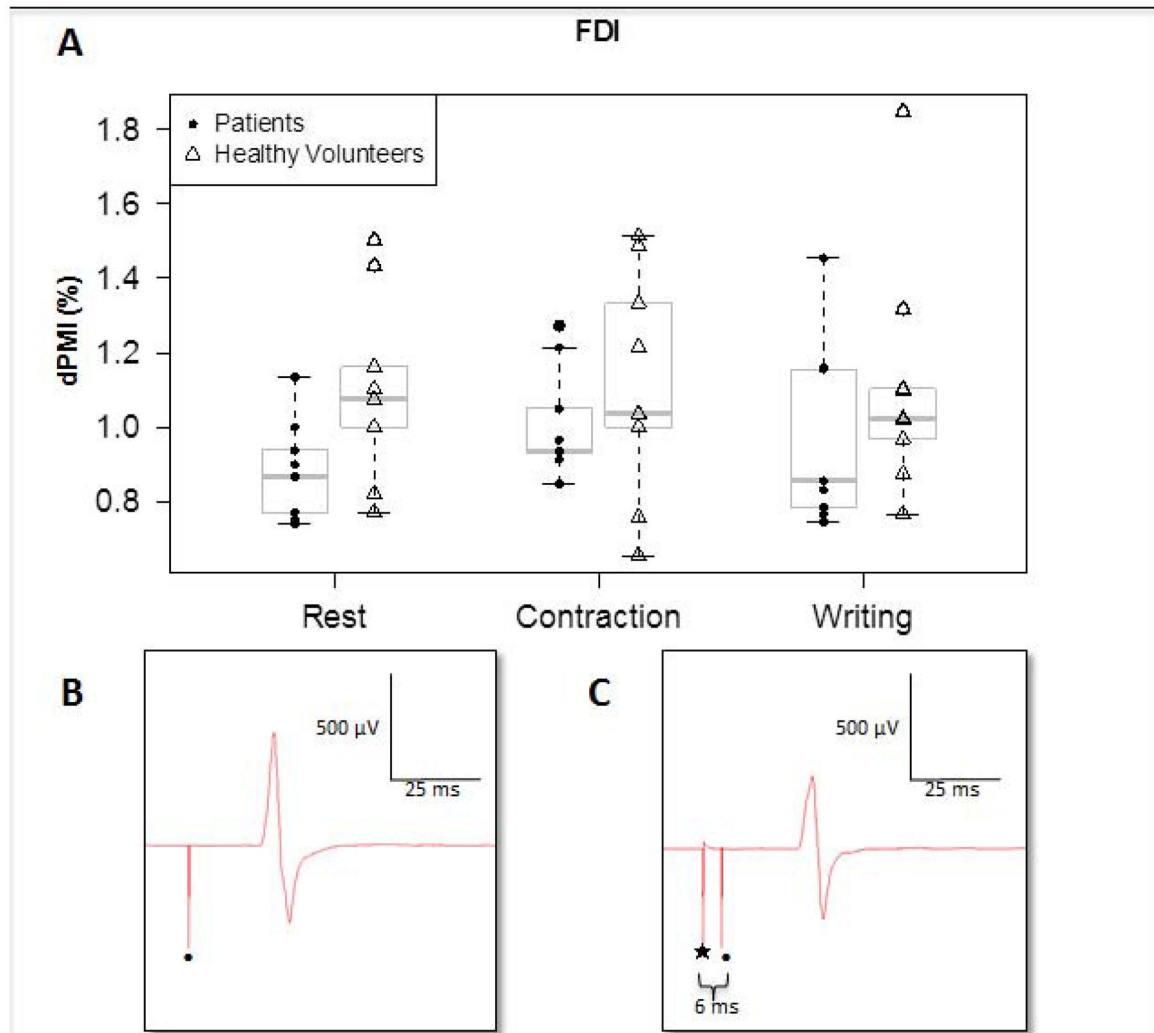 FDI
A
Patients
Healthy Volunteers
dPMI (%)
1.8
1.6
1.4
1.2
1.0
0.8
Rest Contraction Writing
B
500 µV
25 ms
C
500 µV
25 ms
6 ms